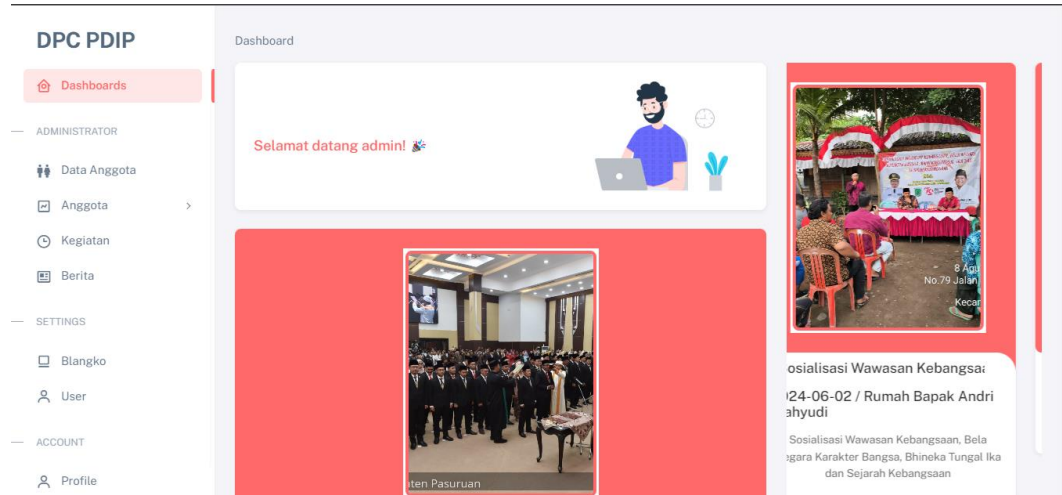 DPC PDIP
Dashboards
ADMINISTRATOR
Data Anggota
Anggota
Kegiatan
Berita
SETTINGS
Blangko
User
ACCOUNT
Profile
Dashboard
Selamat datang admin!
ten Pasuruan
8 Agu
No.79 Jalan
Kecar
osialisasi Wawasan Kebangsaa
24-06-02 / Rumah Bapak Andri
ahyudi
Sosialisasi Wawasan Kebangsaan, Bela
egara Karakter Bangsa, Bhineka Tungal Ika
dan Sejarah Kebangsaan